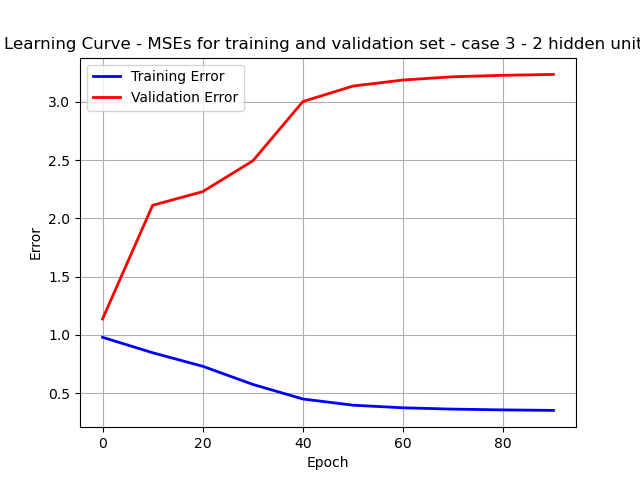 Learning Curve - MSEs for training and validation set - case 3 - 2 hidden unit
Training Error
Validation Error
3.0
2.5
2.0
1.5
1.0
0.5
Error
0 20 40 60 80
Epoch